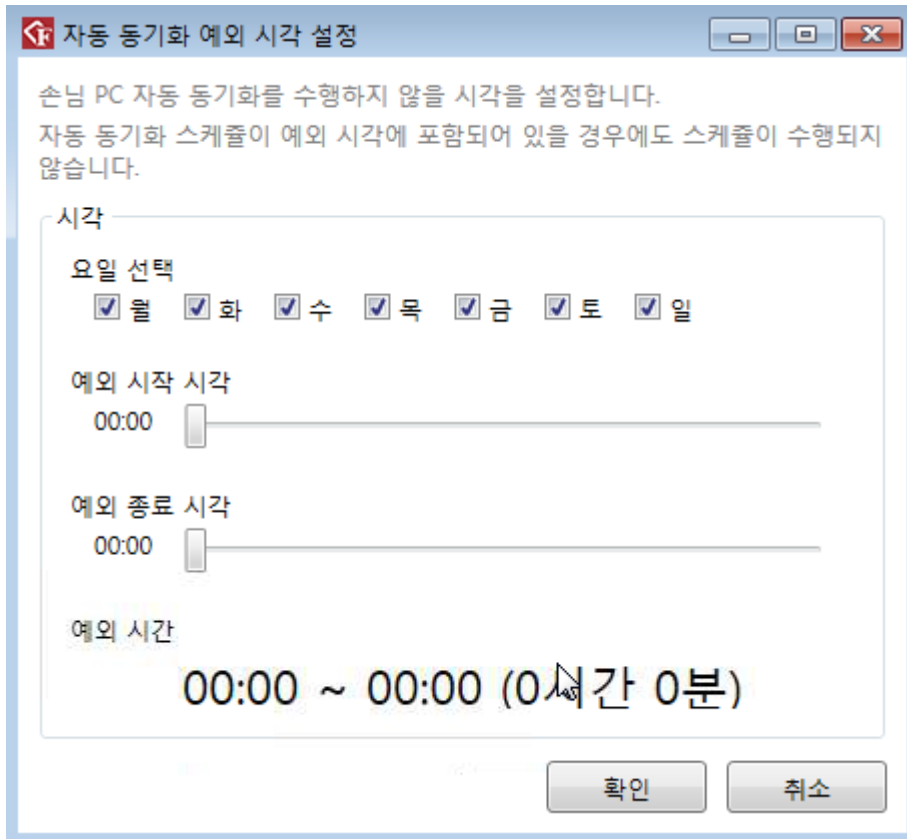 자동 동기화 예외 시각 설정
손님 PC 자동 동기화를 수행하지 않을 시각을 설정합니다.
자동 동기화 스케쥴이 예외 시각에 포함되어 있을 경우에도 스케쥴이 수행되지
않습니다.
시각
요일 선택
월 화 수 목 금 토 일
예외 시작 시각
00:00
예외 종료 시각
00:00
예외 시간
00:00 ~ 00:00 (0시간 0분)
확인 취소